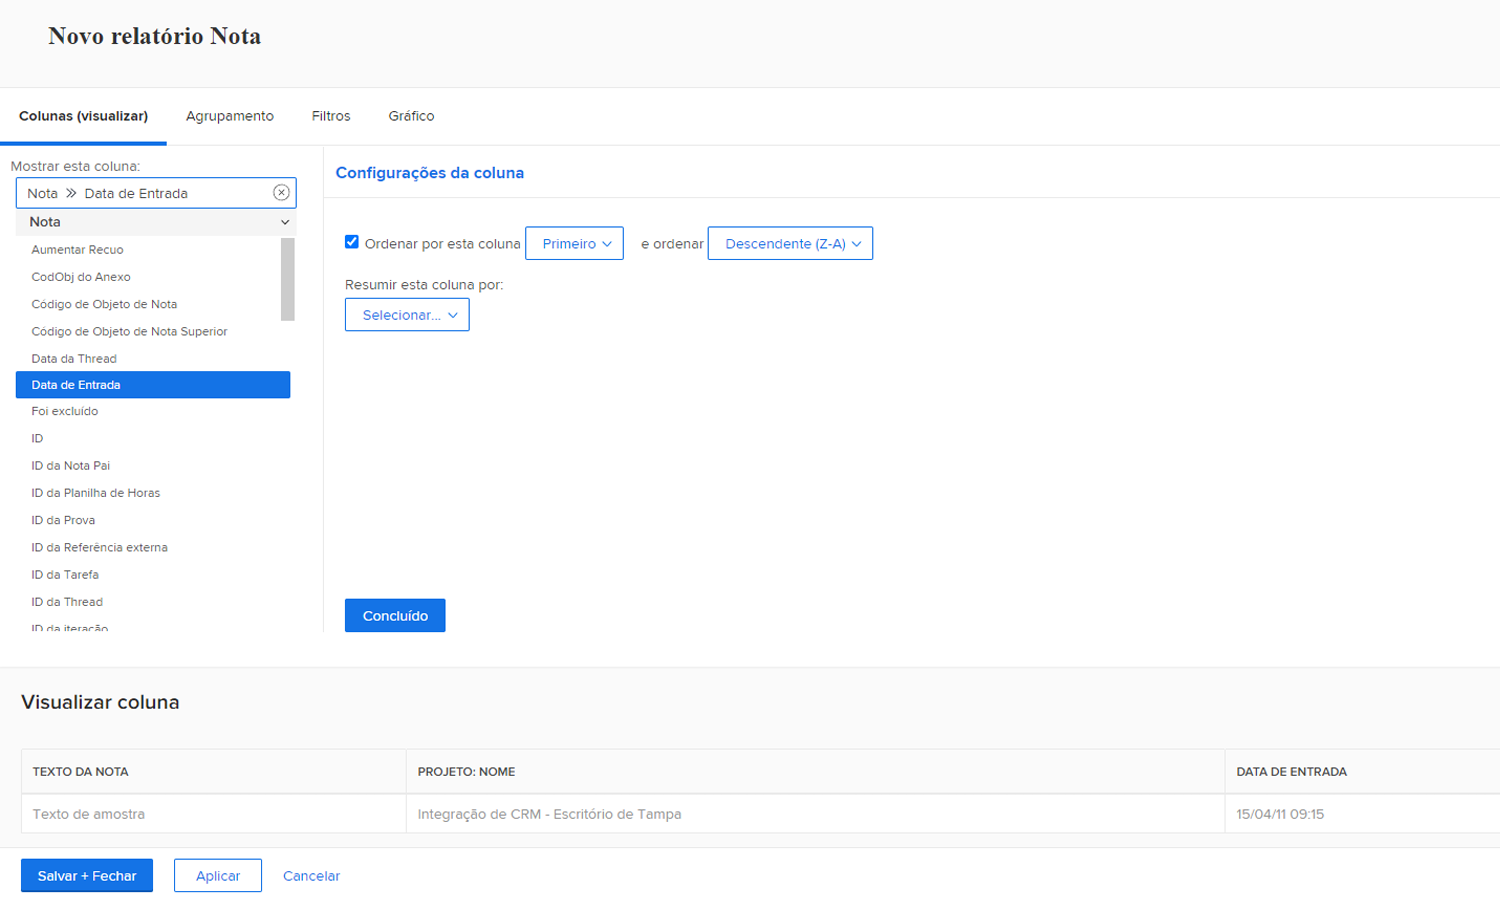 Novo relatório Nota
Colunas (visualizar) Agrupamento Filtros Gráfico
Mostrar esta coluna:
Nota Data de Entrada
Nota
Aumentar Recuo
CodObj do Anexo
Código de Objeto de Nota
Código de Objeto de Nota Superior
Data da Thread
Data de Entrada
Foi excluído
ID
ID da Nota Pai
ID da Planilha de Horas
ID da Prova
ID da Referência externa
ID da Tarefa
ID da Thread
ID da iteração
Configurações da coluna
Ordenar por esta coluna Primeiro e ordenar Descendente (Z-A)
Resumir esta coluna por:
Selecionar...
Concluído
Visualizar coluna
TEXTO DA NOTA PROJETO: NOME DATA DE ENTRADA
Texto de amostra Integração de CRM - Escritório de Tampa 15/04/11 09:15
Salvar + Fechar Aplicar Cancelar